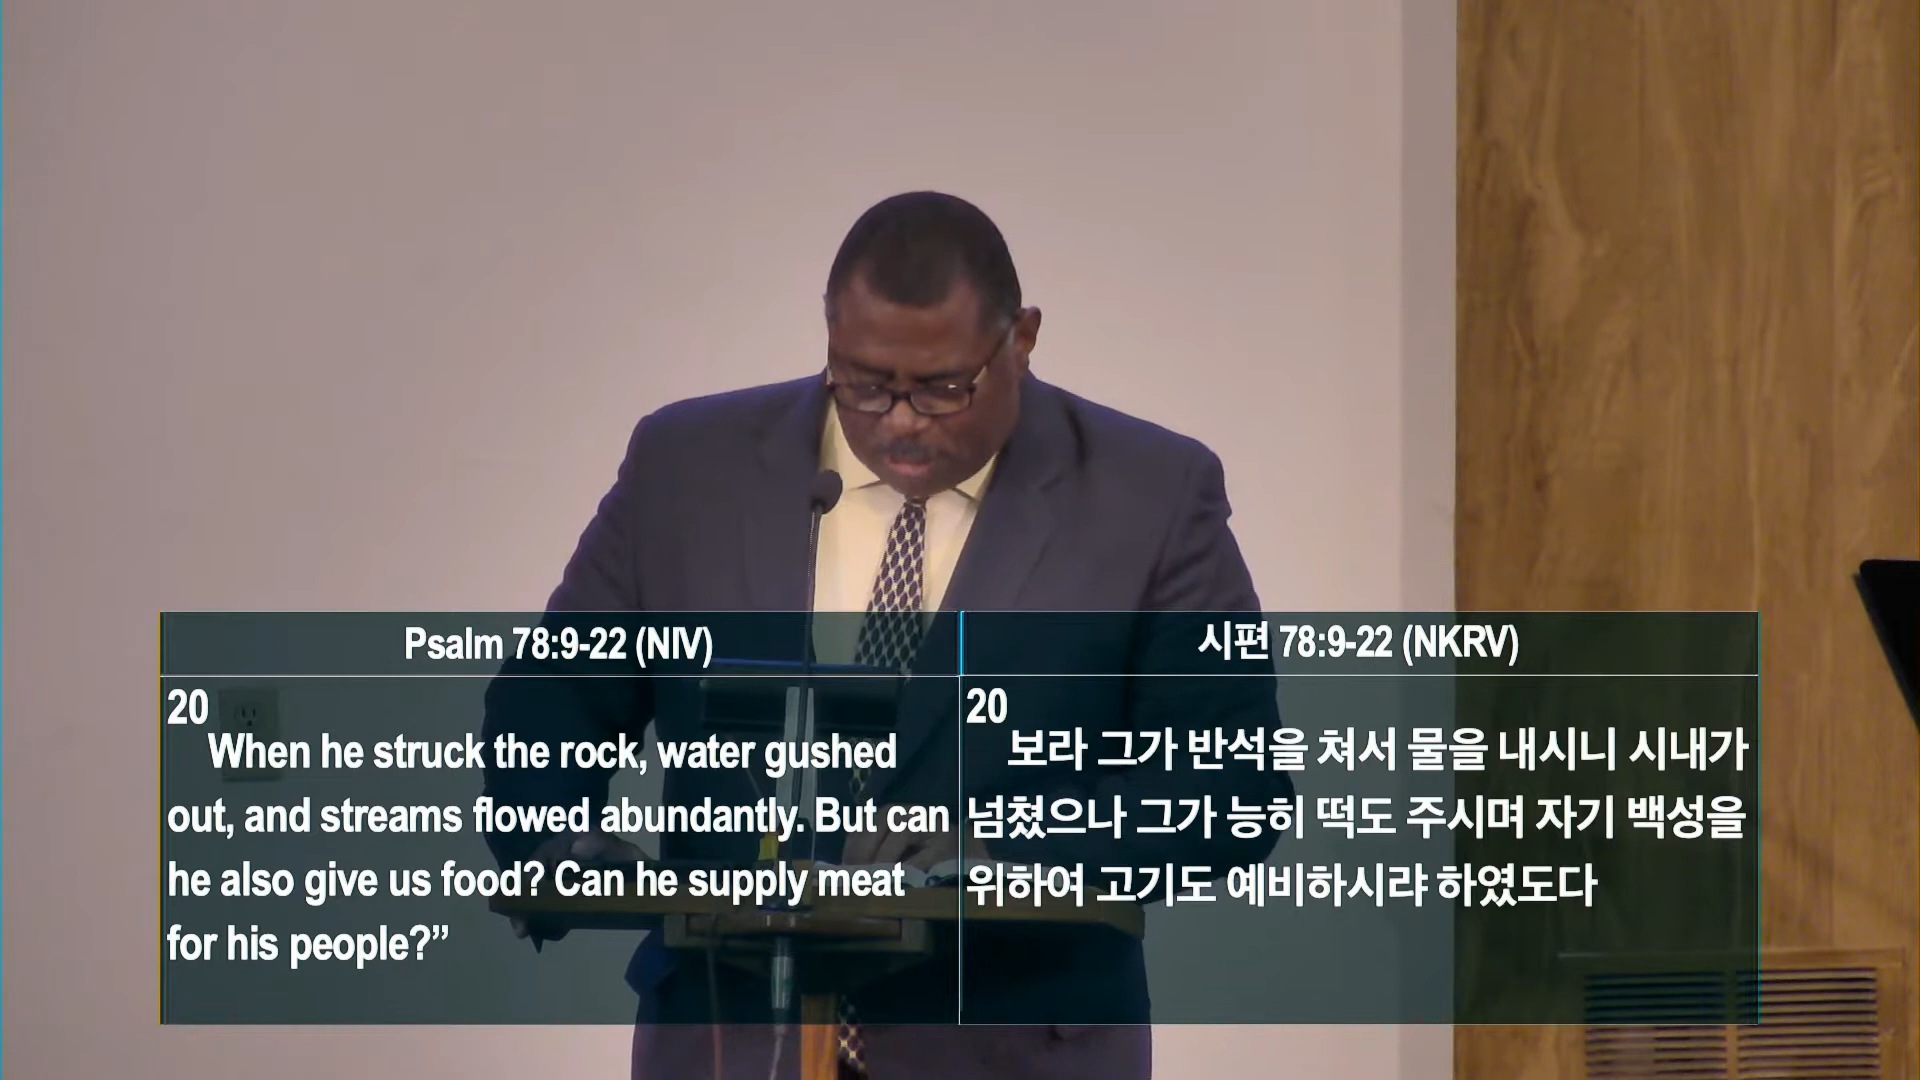 Psalm 78:9-22 (NIV)
20
When he struck the rock, water gushed
out, and streams flowed abundantly. But can
he also give us food? Can he supply meat
for his people?”
시편 78:9-22 (NKRV)
20
보라 그가 반석을 쳐서 물을 내시니 시내가
넘쳤으나 그가 능히 떡도 주시며 자기 백성을
위하여 고기도 예비하시랴 하였도다